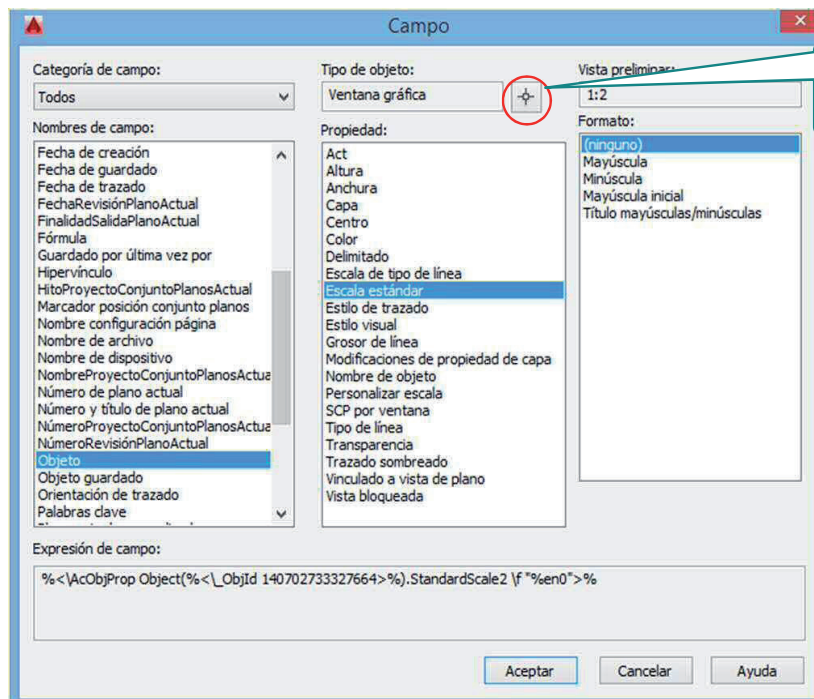 Campo
Categoría de campo:
Todos
Nombres de campo:
Fecha de creación
Fecha de guardado
Fecha de trazado
FechaRevisiónPlanoActual
FinalidadSalidaPlanoActual
Fórmula
Guardado por última vez por
Hipervínculo
HitoProyectoConjuntoPlanosActual
Marcador posición conjunto planos
Nombre configuración página
Nombre de archivo
Nombre de dispositivo
NombreProyectoConjuntoPlanosActua
Número de plano actual
Número y título de plano actual
NúmeroProyectoConjuntoPlanosActua
NúmeroRevisiónPlanoActual
Objeto
Objeto guardado
Orientación de trazado
Palabras clave
Tipo de objeto:
Ventana gráfica
Propiedad:
Act
Altura
Anchura
Capa
Centro
Color
Delimitado
Escala de tipo de línea
Escala estándar
Estilo de trazado
Estilo visual
Grosor de línea
Modificaciones de propiedad de capa
Nombre de objeto
Personalizar escala
SCP por ventana
Tipo de línea
Transparencia
Trazado sombreado
Vinculado a vista de plano
Vista bloqueada
Vista preliminar:
1:2
Formato:
(ninguno)
Mayúscula
Minúscula
Mayúscula inicial
Título mayúsculas/minúsculas
Expresión de campo:
%<\AcObjProp Object(%<\_ObjId 140702733327664>%).StandardScale2 \f "%en0">%
Aceptar
Cancelar
Ayuda